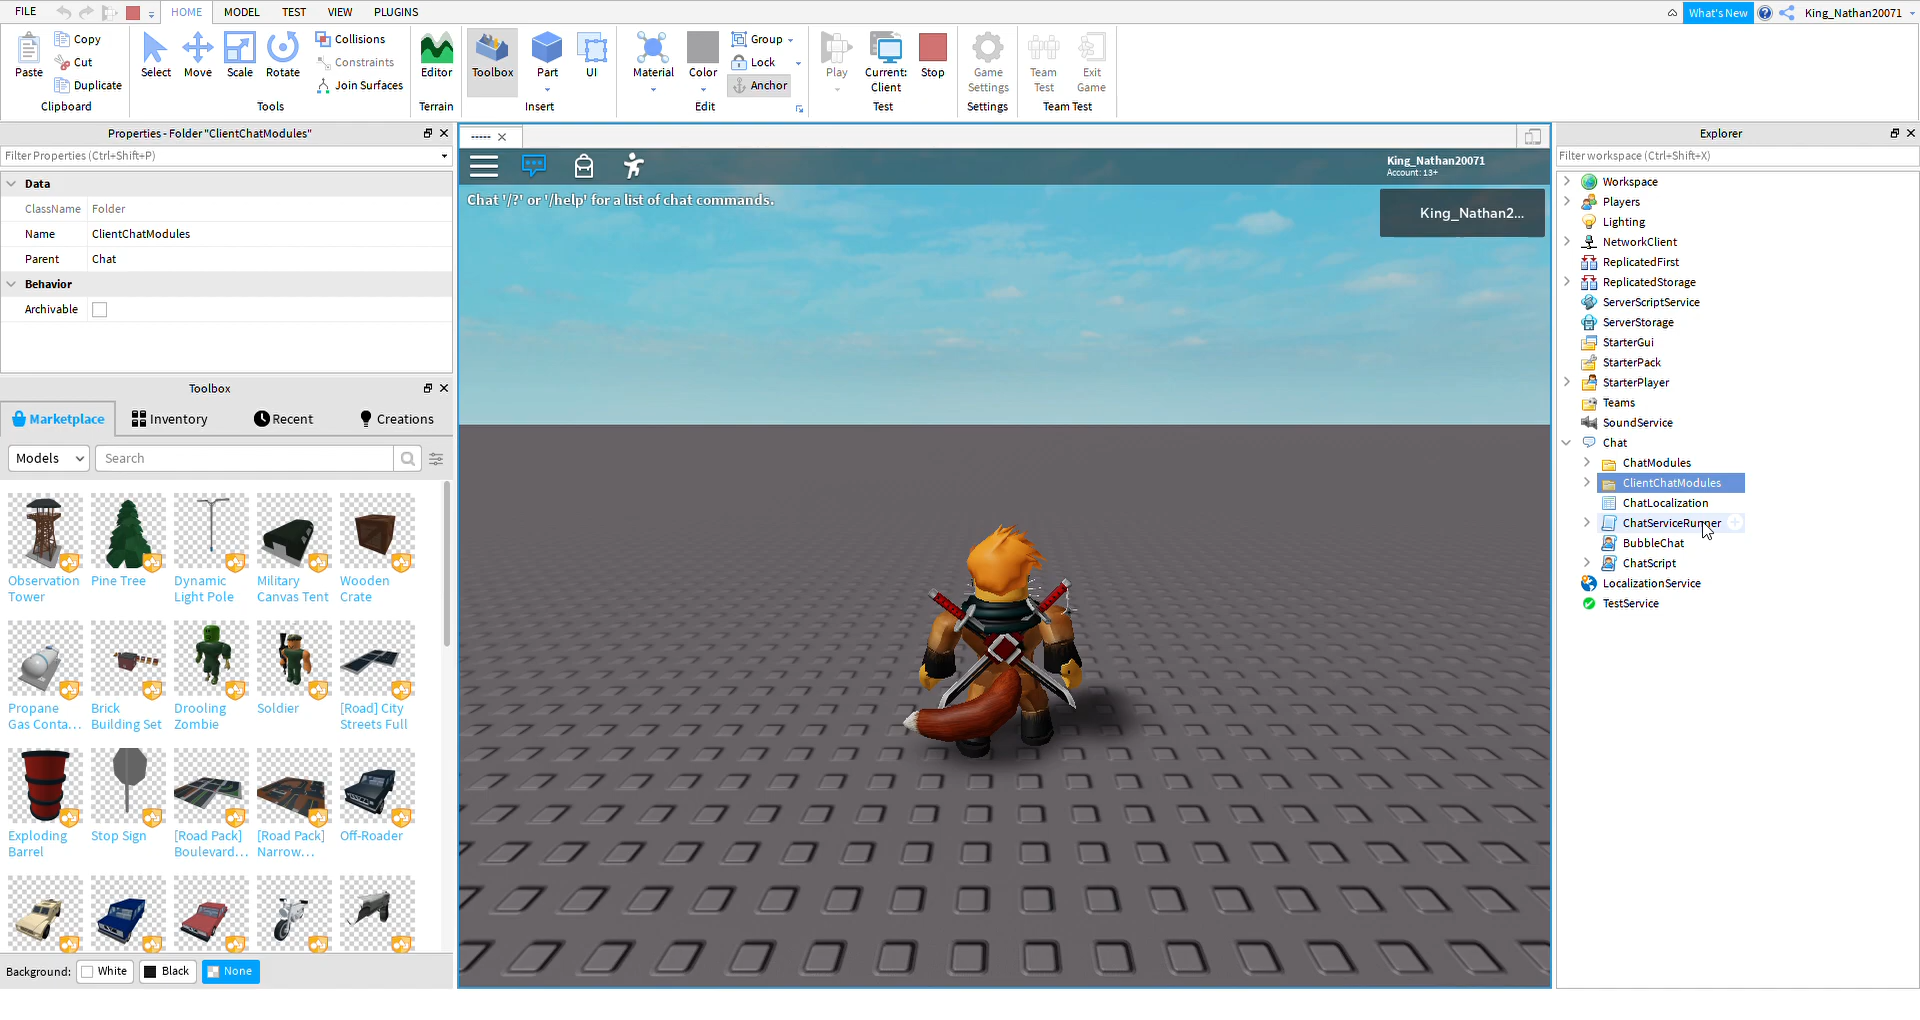 FILE
HOME
MODEL
TEST
VIEW
PLUGINS
What's New
King_Nathan20071
Paste
Copy
Cut
Duplicate
Clipboard
Select
Move
Scale
Rotate
Collisions
Constraints
Join Surfaces
Tools
Editor
Terrain
Toolbox
Part
UI
Insert
Material
Color
Group
Lock
Anchor
Edit
Play
Current:
Client
Stop
Test
Game
Settings
Settings
Team
Test
Exit
Game
Team Test
Properties - Folder "ClientChatModules"
Filter Properties (Ctrl+Shift+P)
Data
ClassName Folder
Name ClientChatModules
Parent Chat
Behavior
Archivable
Toolbox
Marketplace
Inventory
Recent
Creations
Models
Search
Observation
Tower
Pine Tree
Dynamic
Light Pole
Military
Canvas Tent
Wooden
Crate
Propane
Gas Conta...
Brick
Building Set
Drooling
Zombie
Soldier
[Road] City
Streets Full
Exploding
Barrel
Stop Sign
[Road Pack]
Boulevard...
[Road Pack]
Narrow...
Off-Roader
Background:
White
Black
None
-----
King_Nathan20071
Account: 13+
Chat '/?' or '/help' for a list of chat commands.
King_Nathan2...
Explorer
Filter workspace (Ctrl+Shift+X)
Workspace
Players
Lighting
NetworkClient
ReplicatedFirst
ReplicatedStorage
ServerScriptService
ServerStorage
StarterGui
StarterPack
StarterPlayer
Teams
SoundService
Chat
ChatModules
ClientChatModules
ChatLocalization
ChatServiceRunner
BubbleChat
ChatScript
LocalizationService
TestService